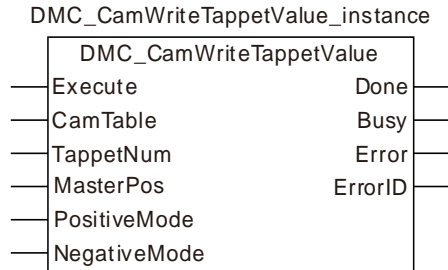 DMC_CamWriteTappetValue_instance
DMC_CamWriteTappetValue
Execute Done
CamTable Busy
TappetNum Error
MasterPos ErrorID
PositiveMode
NegativeMode